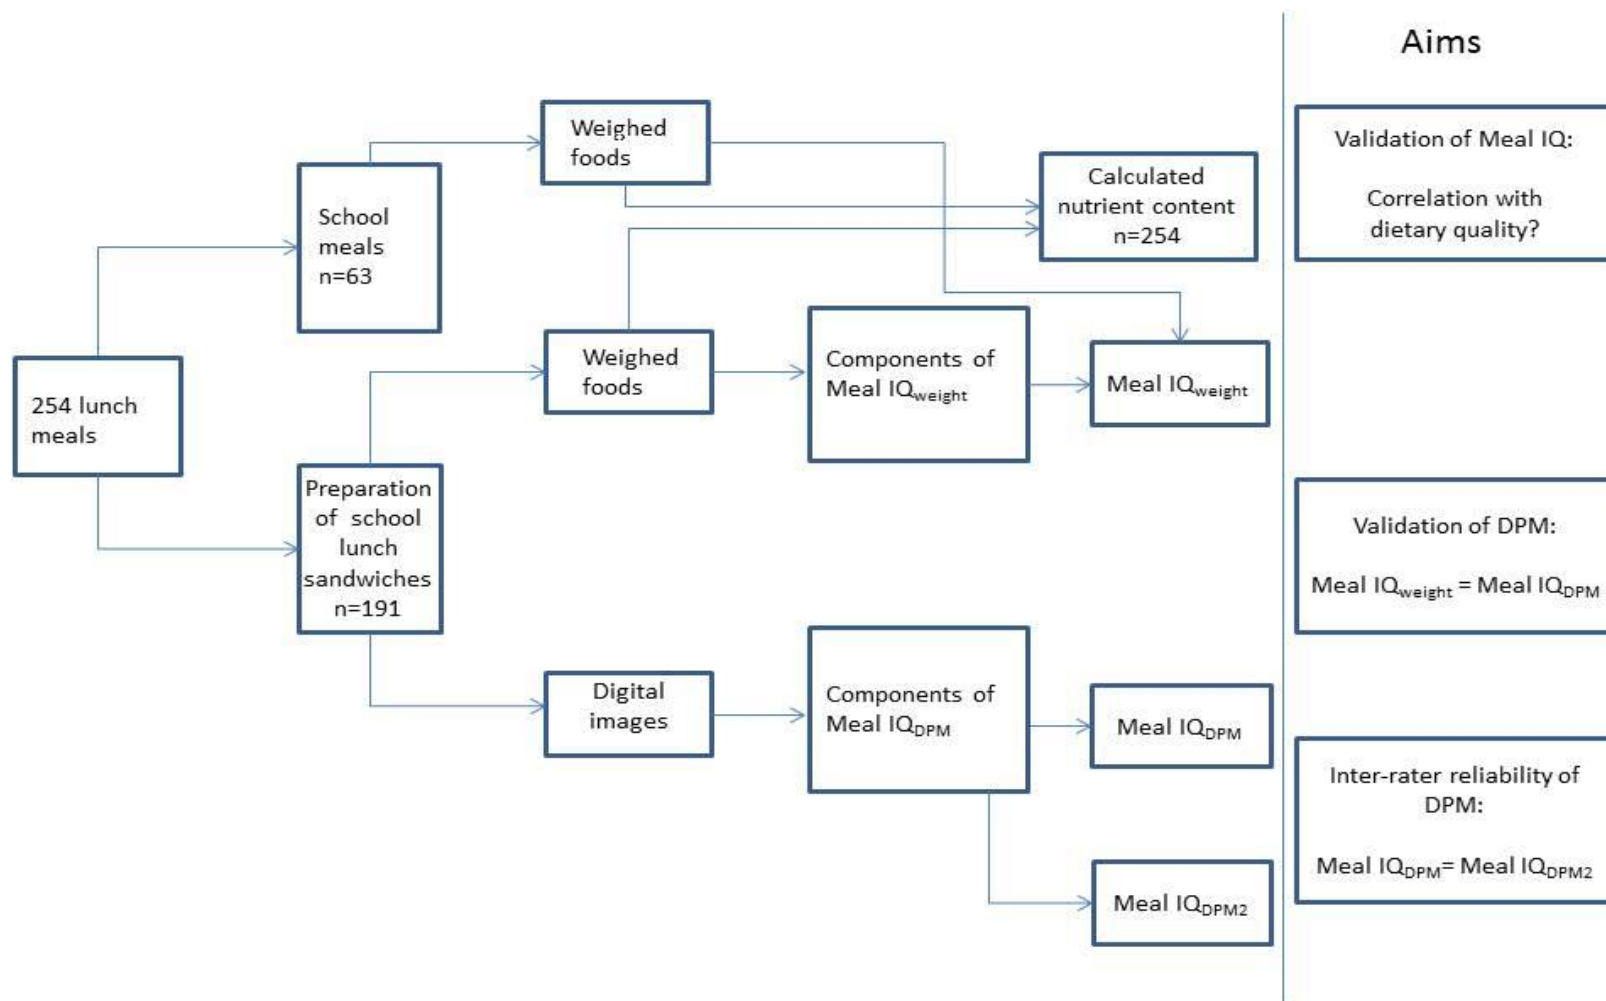 Aims
254 lunch
meals
School
meals
n=63
Preparation
of school
lunch
sandwiches
n=191
Weighed
foods
Weighed
foods
Digital
images
Components of
Meal IQweight
Components of
Meal IQDPM
Calculated
nutrient content
n=254
Meal IQweight
Meal IQDPM
Meal IQDPM2
Validation of Meal IQ:
Correlation with
dietary quality?
Validation of DPM:
Meal IQweight = Meal IQDPM
Inter-rater reliability of
DPM:
Meal IQDPM= Meal IQDPM2